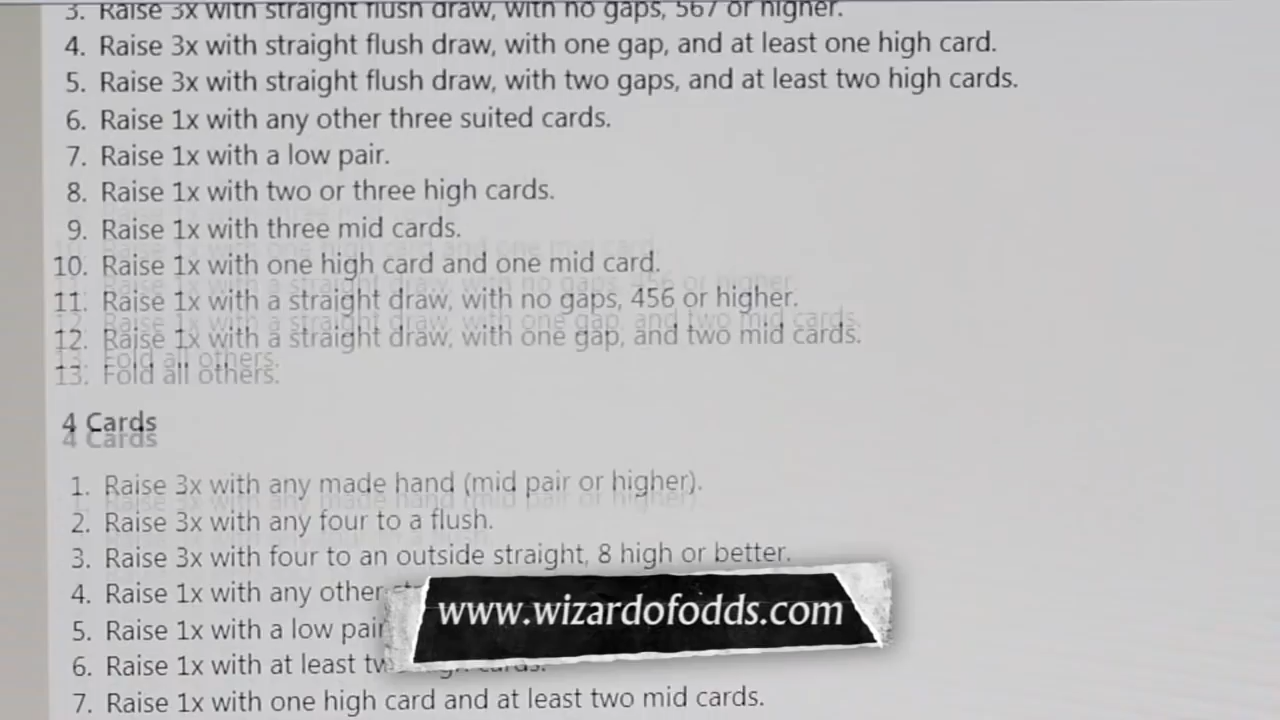 3. Raise 3x with straight flush draw, with no gaps, 567 or higher.
4. Raise 3x with straight flush draw, with one gap, and at least one high card.
5. Raise 3x with straight flush draw, with two gaps, and at least two high cards.
6. Raise 1x with any other three suited cards.
7. Raise 1x with a low pair.
8. Raise 1x with two or three high cards.
9. Raise 1x with three mid cards.
10. Raise 1x with one high card and one mid card.
11. Raise 1x with a straight draw, with no gaps, 456 or higher.
12. Raise 1x with a straight draw, with one gap, and two mid cards.
13. Fold all others.
4 Cards
1. Raise 3x with any made hand (mid pair or higher).
2. Raise 3x with any four to a flush.
3. Raise 3x with four to an outside straight, 8 high or better.
4. Raise 1x with any other
5. Raise 1x with a low pair
www.wizardofodds.com
6. Raise 1x with at least cards.
7. Raise 1x with one high card and at least two mid cards.